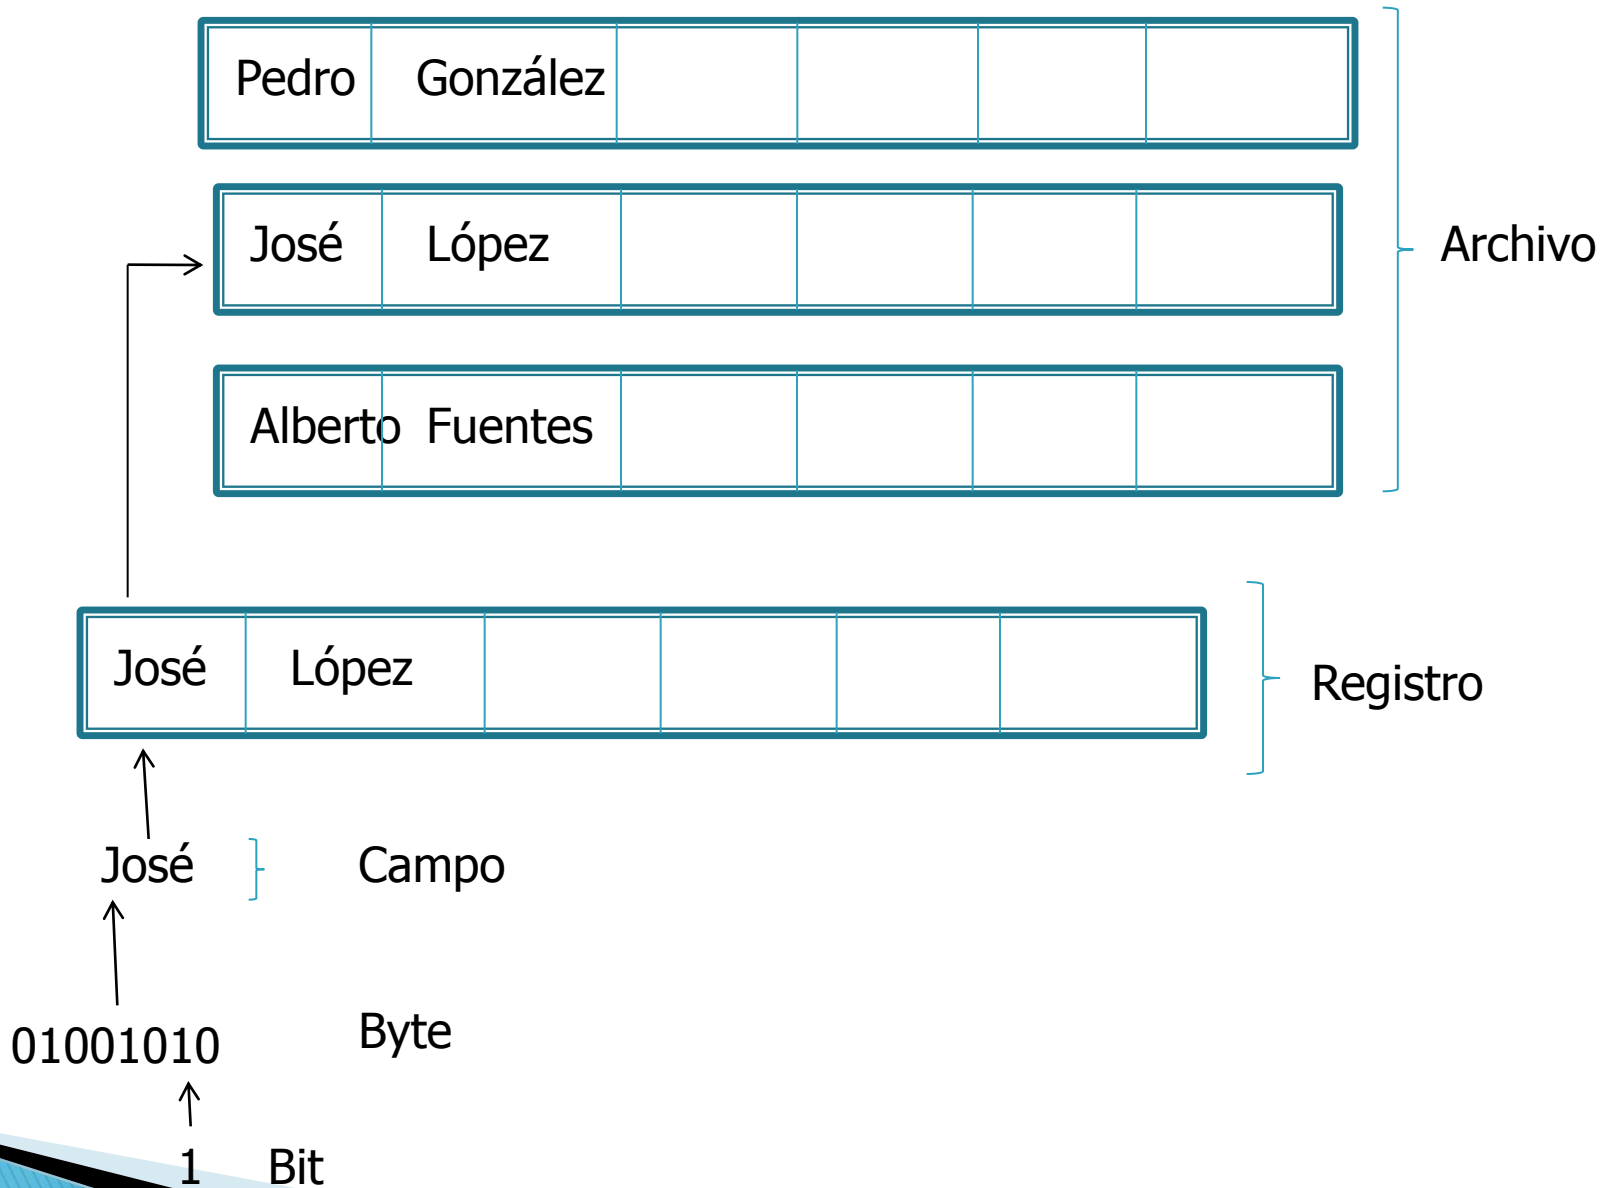 Pedro González
José López
Archivo
Alberto Fuentes
José López
Registro
José Campo
01001010 Byte
1 Bit